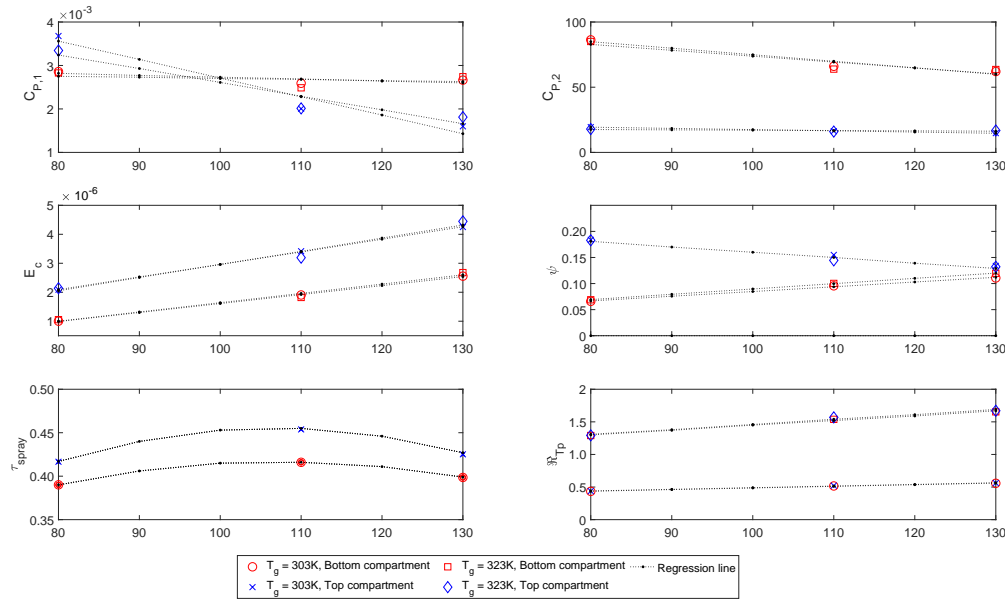 × 10⁻³
4
3
2
1
C_P,1
80 90 100 110 120 130
100
50
0
C_P,2
80 90 100 110 120 130
× 10⁻⁶
5
4
3
2
1
E_c
80 90 100 110 120 130
0.20
0.15
0.10
0.05
0
ψ
80 90 100 110 120 130
0.50
0.45
0.40
0.35
τ_spray
80 90 100 110 120 130
2
1.5
1
0.5
0
ℜ_Tp
80 90 100 110 120 130
T_g = 303K, Bottom compartment T_g = 323K, Bottom compartment Regression line
T_g = 303K, Top compartment T_g = 323K, Top compartment